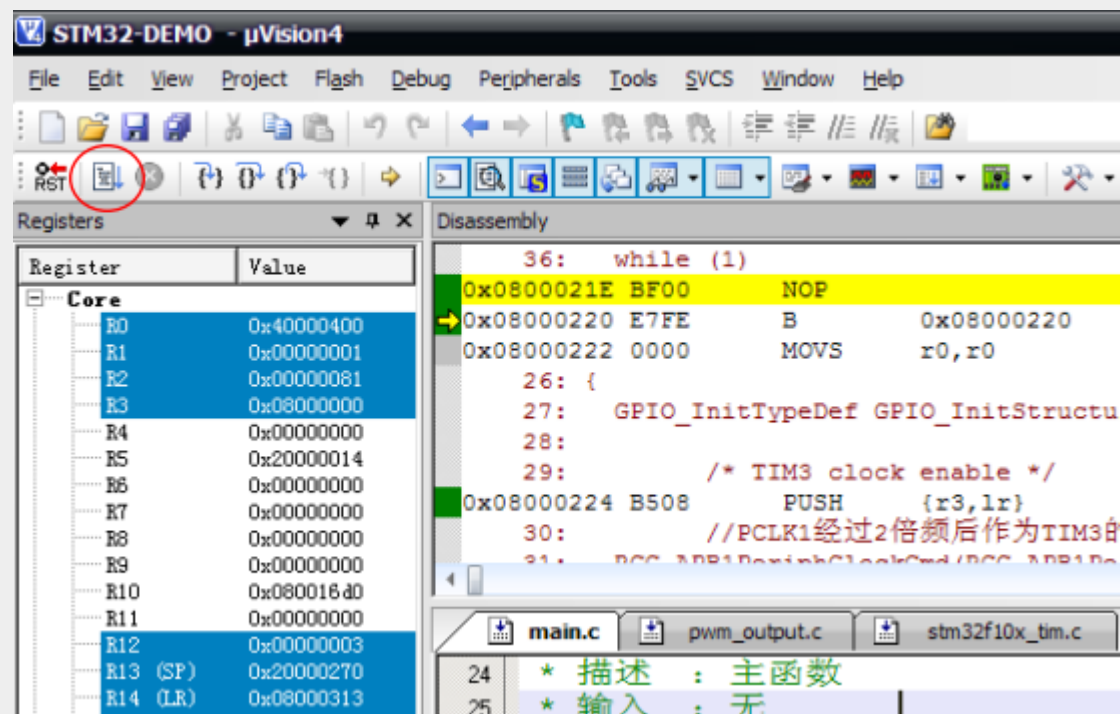 STM32-DEMO - µVision4
File Edit View Project Flash Debug Peripherals Tools SVCS Window Help
RST
Registers
Register Value
Core
R0 0x40000400
R1 0x00000001
R2 0x00000081
R3 0x08000000
R4 0x00000000
R5 0x20000014
R6 0x00000000
R7 0x00000000
R8 0x00000000
R9 0x00000000
R10 0x080016d0
R11 0x00000000
R12 0x00000003
R13 (SP) 0x20000270
R14 (LR) 0x08000313
Disassembly
36: while (1)
0x0800021E BF00 NOP
0x08000220 E7FE B 0x08000220
0x08000222 0000 MOVS r0,r0
26: {
27: GPIO_InitTypeDef GPIO_InitStructu
28:
29: /* TIM3 clock enable */
0x08000224 B508 PUSH {r3,lr}
30: //PCLK1经过2倍频后作为TIM3的
31: RCC_APB1PeriphClockCmd(RCC_APB1Pe
main.c pwm_output.c stm32f10x_tim.c
24 * 描述 : 主函数
25 * 输入 : 无